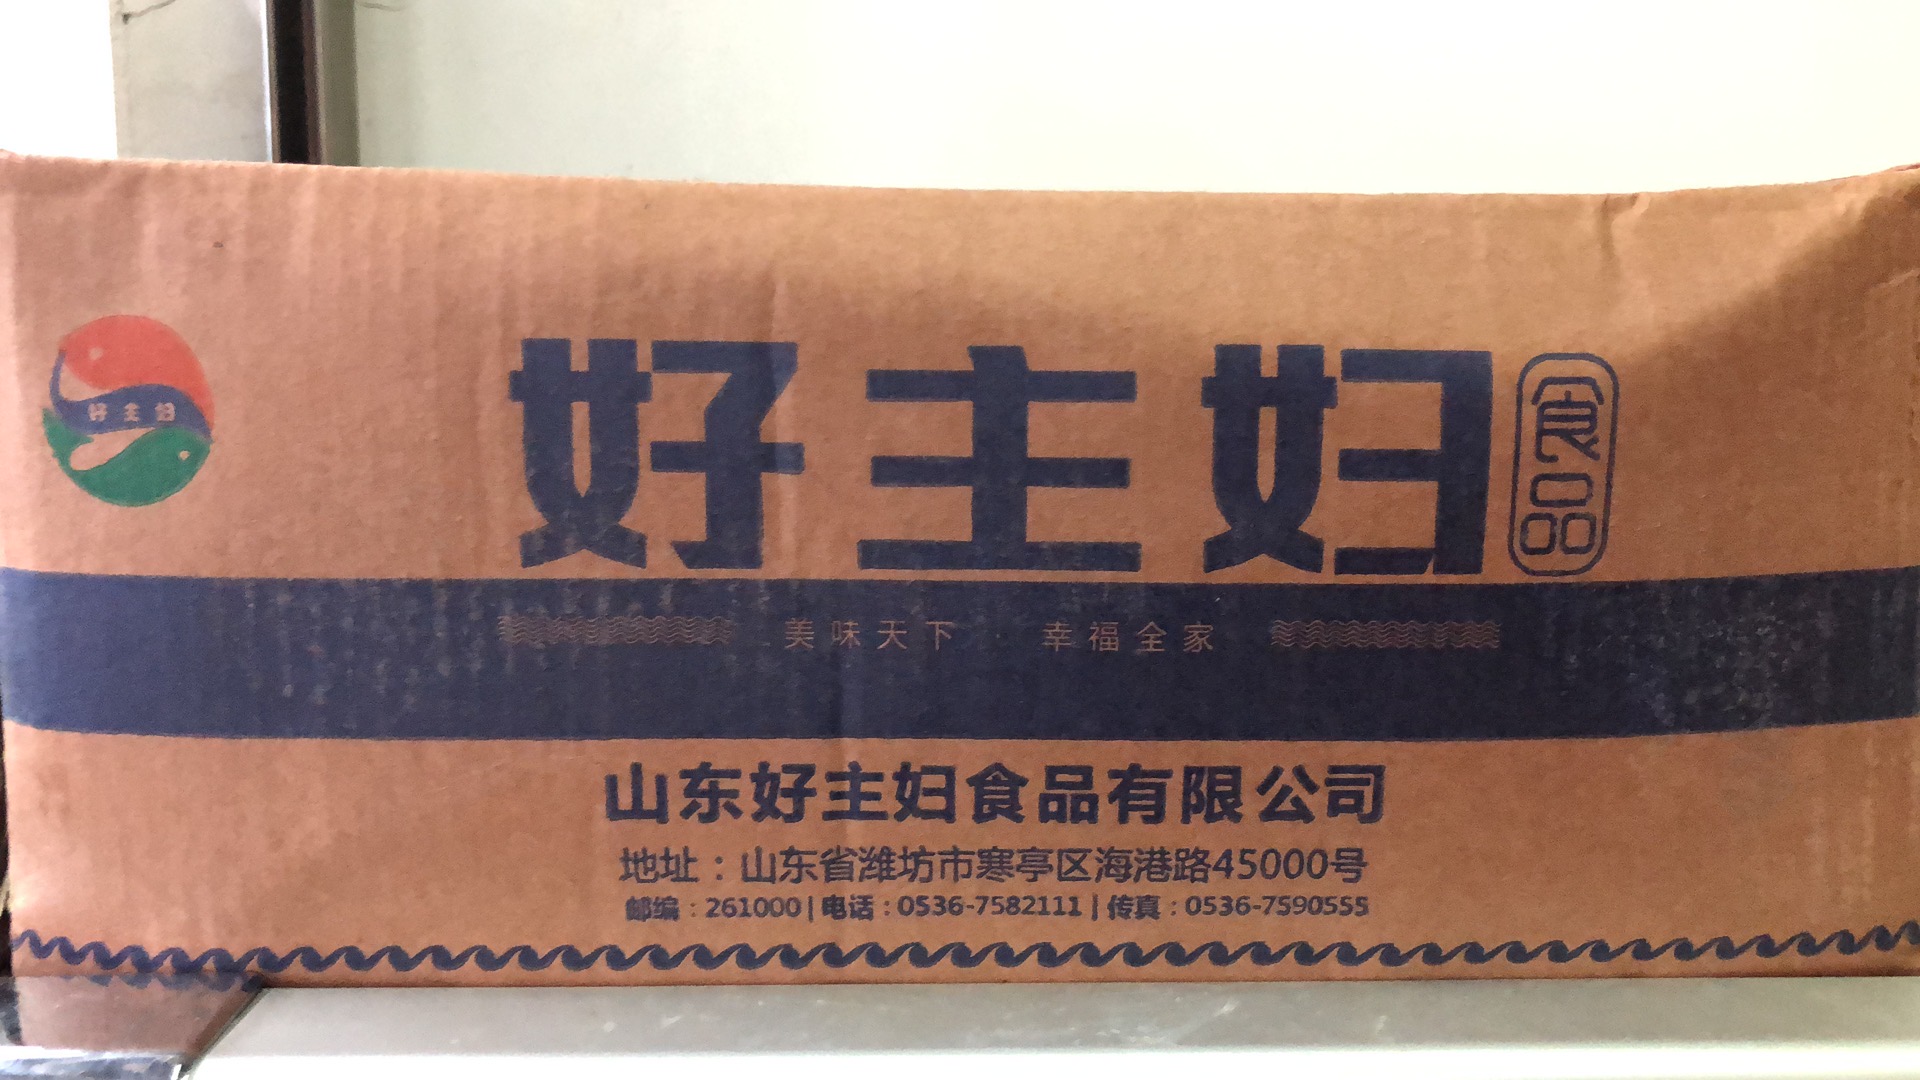 好主妇
好主妇
食品
美味天下 幸福全家
山东好主妇食品有限公司
地址：山东省潍坊市寒亭区海港路45000号
邮编：261000|电话：0536-7582111|传真：0536-7590555